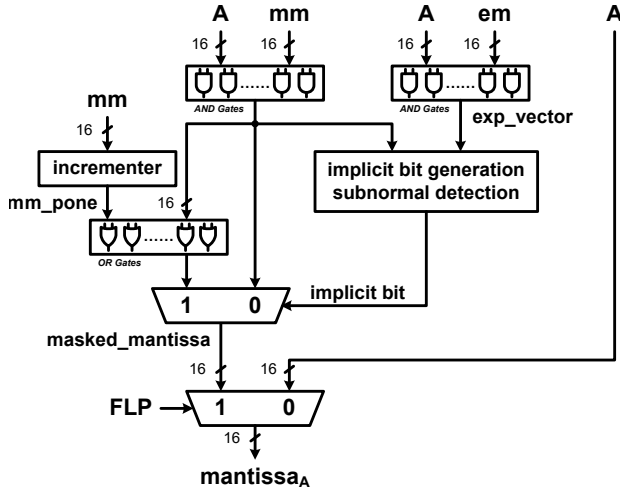 A mm A em A
16 16 16 16
AND Gates AND Gates
mm exp_vector
16
incrementer
implicit bit generation
subnormal detection
mm_pone 16
OR Gates
1 0 implicit bit
masked_mantissa
16 16
FLP 1 0
16
mantissaA